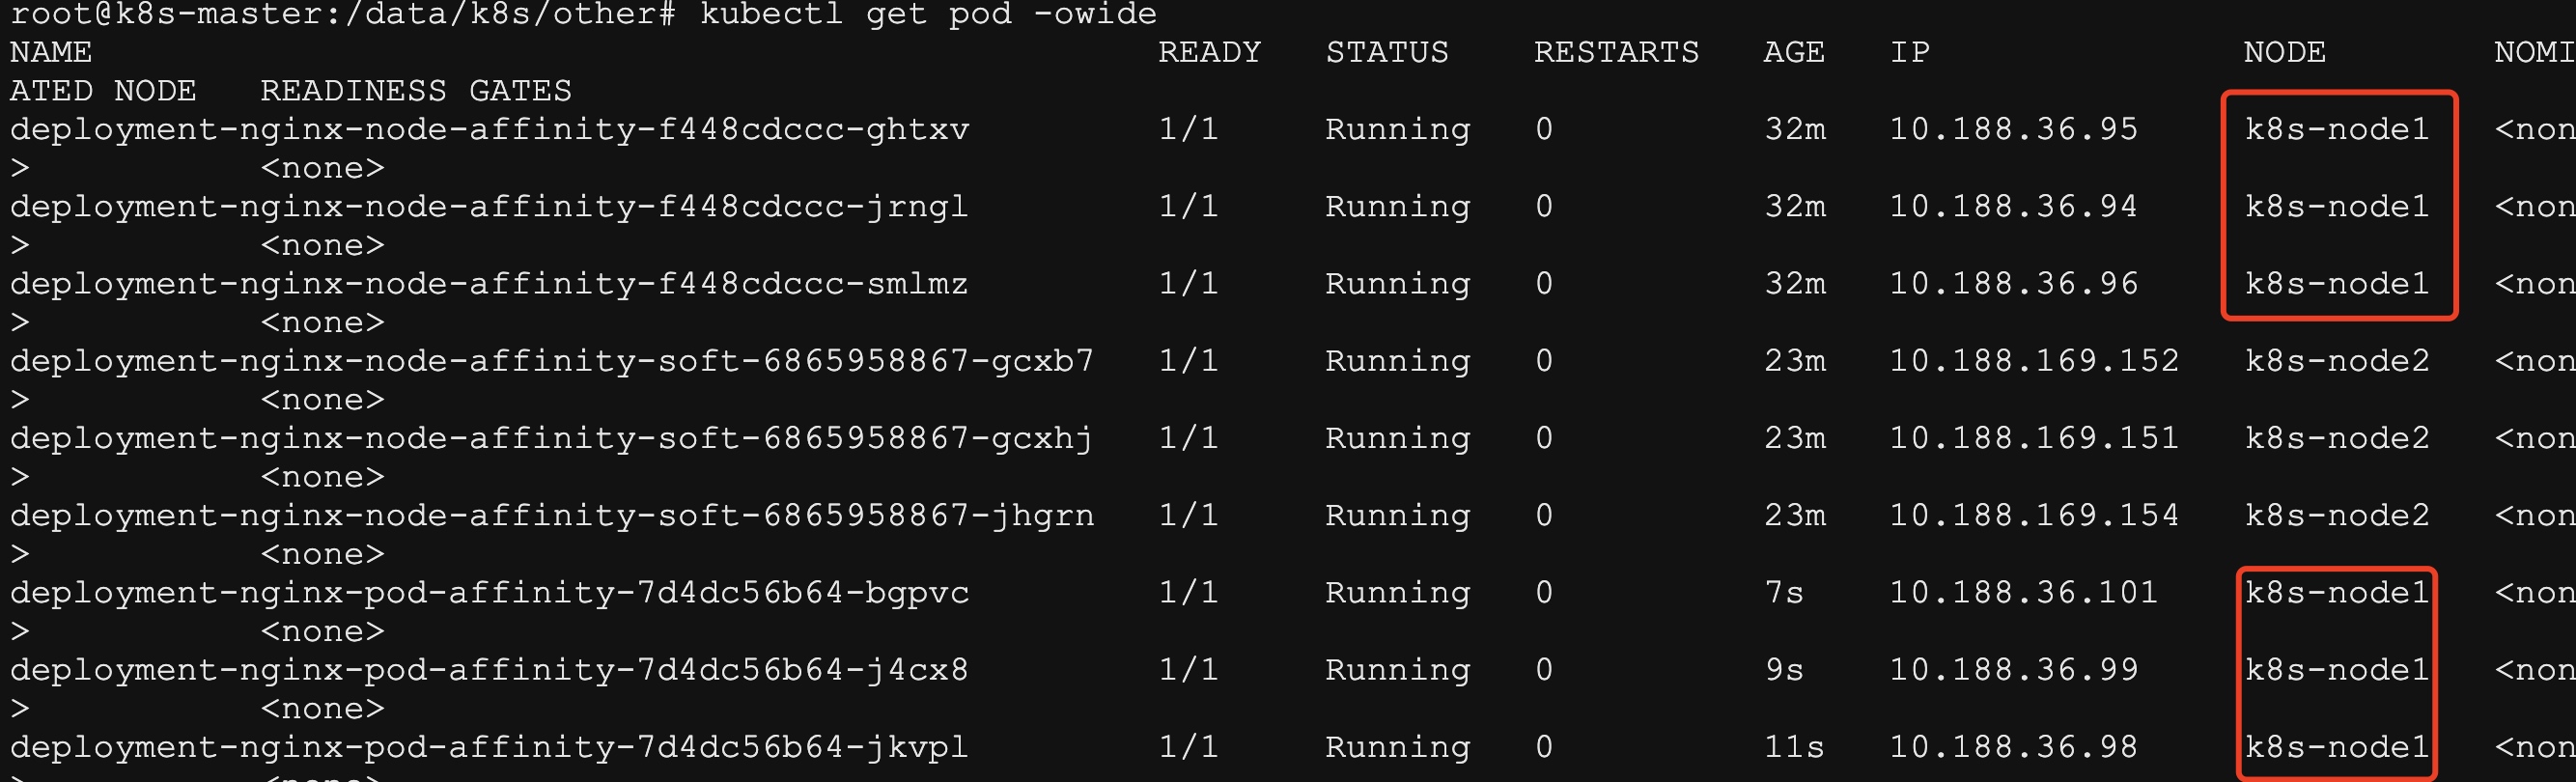 root@k8s-master:/data/k8s/other# kubectl get pod -owide
NAME READY STATUS RESTARTS AGE IP NODE NOMI
ATED NODE READINESS GATES
deployment-nginx-node-affinity-f448cdccc-ghtxv 1/1 Running 0 32m 10.188.36.95 k8s-node1 <non
> <none>
deployment-nginx-node-affinity-f448cdccc-jrngl 1/1 Running 0 32m 10.188.36.94 k8s-node1 <non
> <none>
deployment-nginx-node-affinity-f448cdccc-smlmz 1/1 Running 0 32m 10.188.36.96 k8s-node1 <non
> <none>
deployment-nginx-node-affinity-soft-6865958867-gcxb7 1/1 Running 0 23m 10.188.169.152 k8s-node2 <non
> <none>
deployment-nginx-node-affinity-soft-6865958867-gcxhj 1/1 Running 0 23m 10.188.169.151 k8s-node2 <non
> <none>
deployment-nginx-node-affinity-soft-6865958867-jhgrn 1/1 Running 0 23m 10.188.169.154 k8s-node2 <non
> <none>
deployment-nginx-pod-affinity-7d4dc56b64-bgpvc 1/1 Running 0 7s 10.188.36.101 k8s-node1 <non
> <none>
deployment-nginx-pod-affinity-7d4dc56b64-j4cx8 1/1 Running 0 9s 10.188.36.99 k8s-node1 <non
> <none>
deployment-nginx-pod-affinity-7d4dc56b64-jkvpl 1/1 Running 0 11s 10.188.36.98 k8s-node1 <non
> <none>